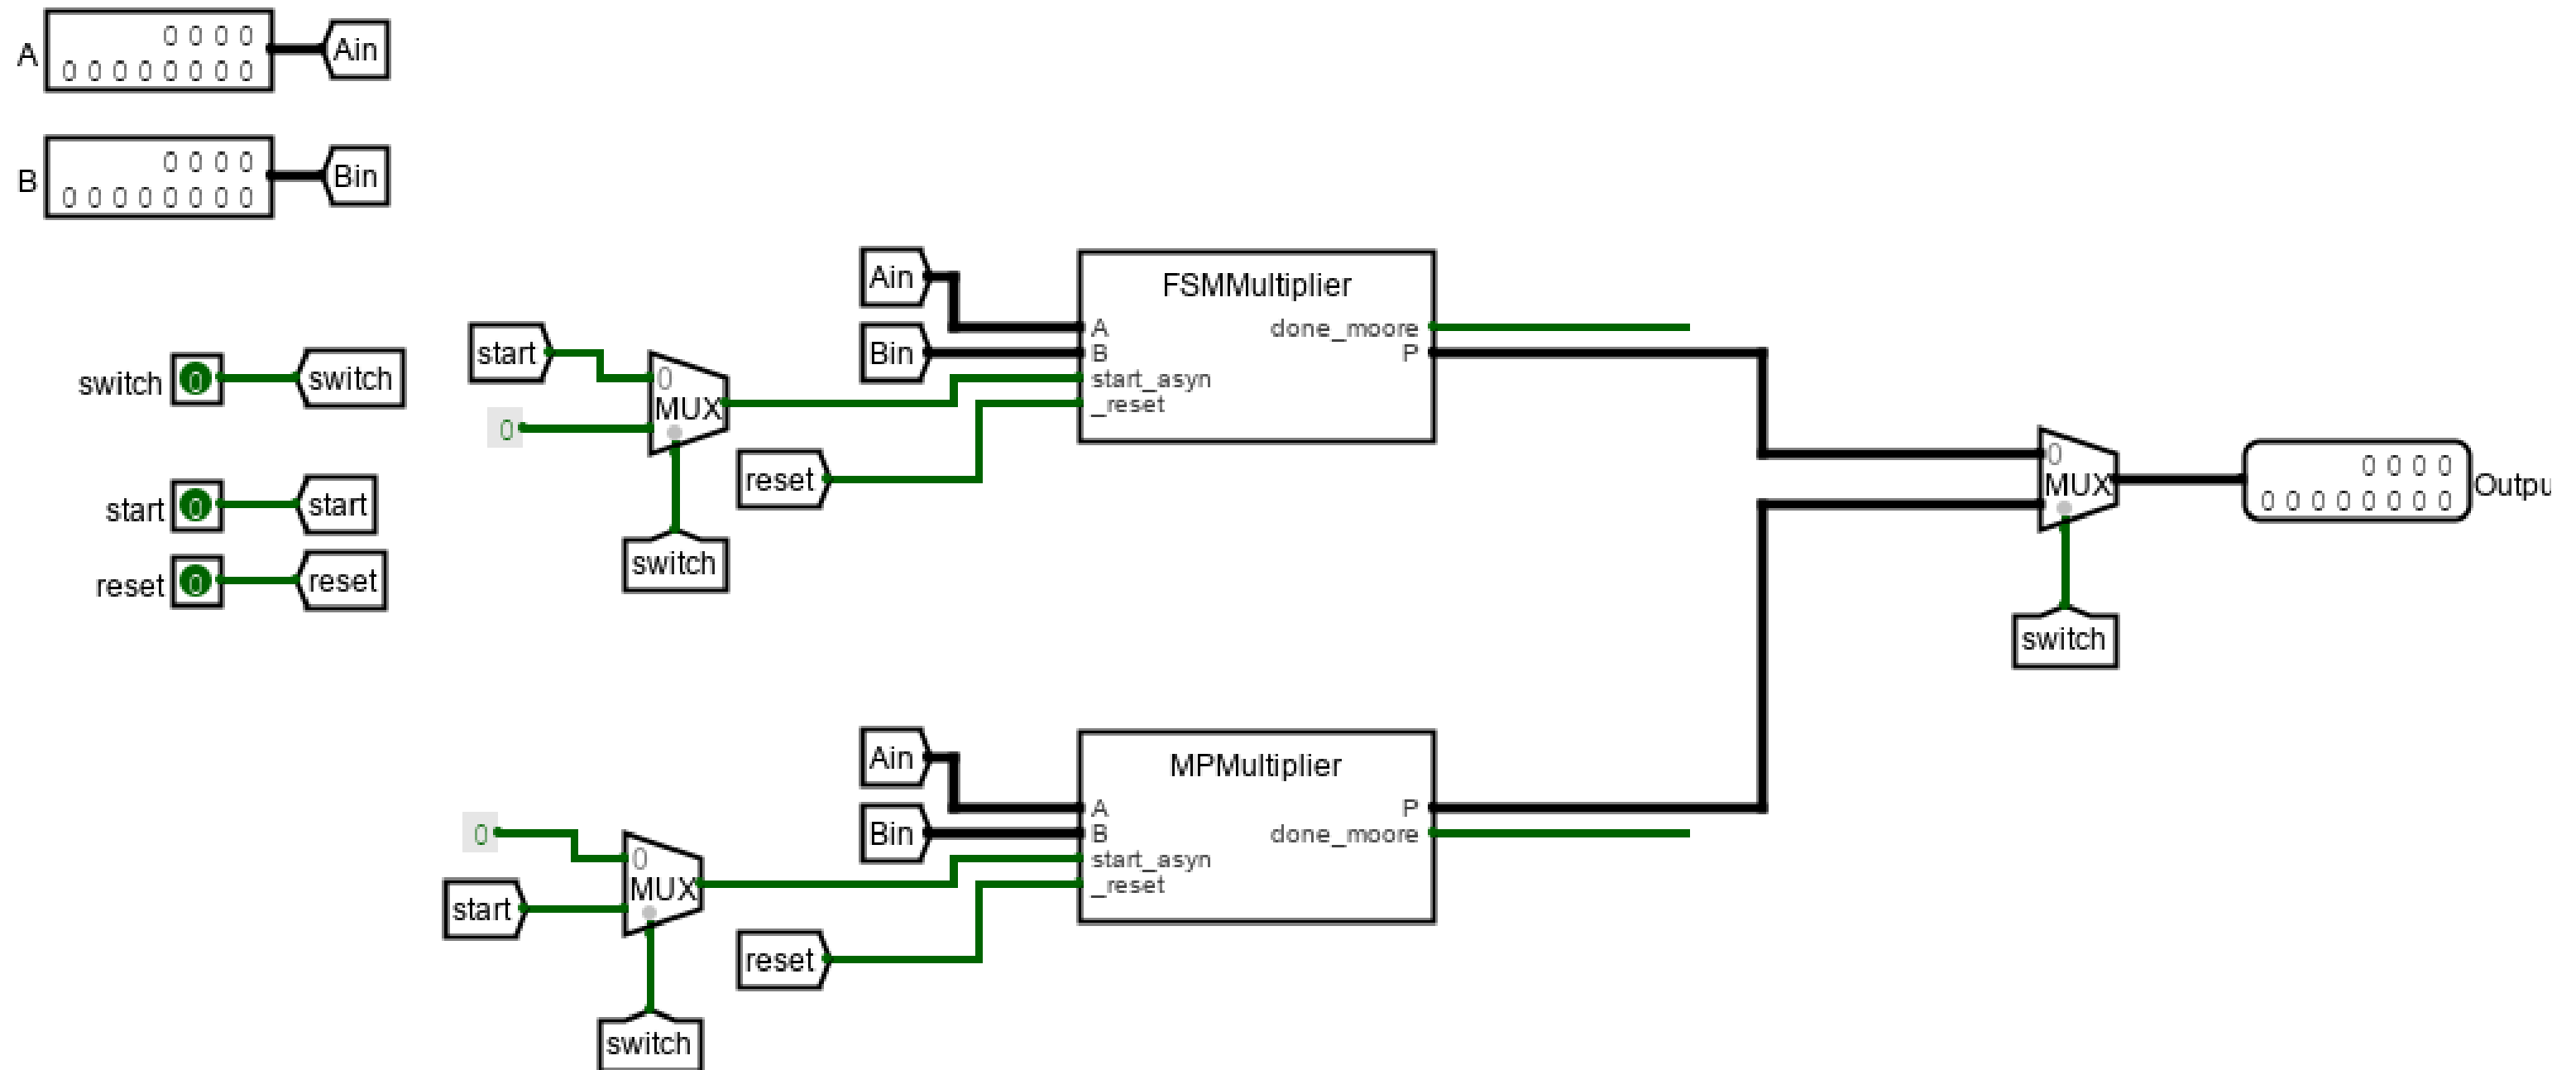 A
0 0 0 0
0 0 0 0 0 0 0 0
Ain
B
0 0 0 0
0 0 0 0 0 0 0 0
Bin
switch 0 switch
start 0 start
reset 0 reset
start
0
0
MUX
switch
Ain
Bin
reset
FSMMultiplier
A
B
start_asyn
_reset
done_moore
P
0
MUX
switch
0 0 0 0
0 0 0 0 0 0 0 0
Outpu
0
start
0
MUX
switch
Ain
Bin
reset
MPMultiplier
A
B
start_asyn
_reset
P
done_moore